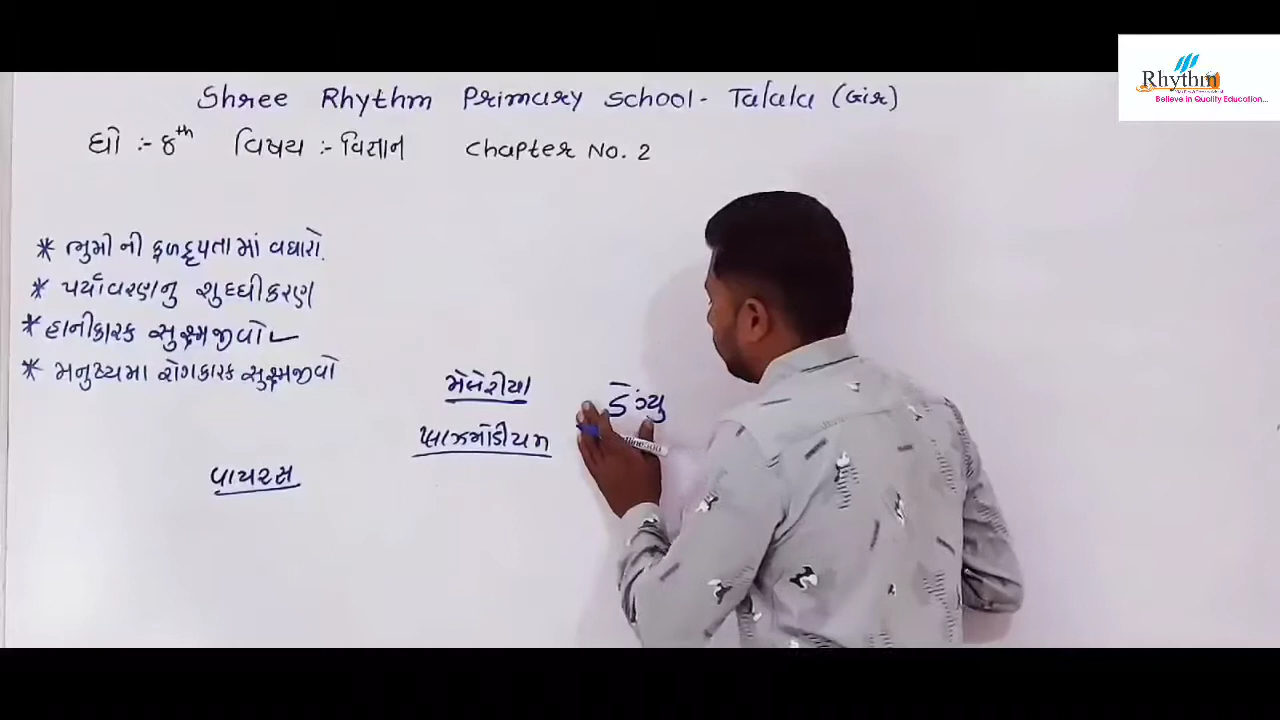 Rhythm
Believe in Quality Education...
Shree Rhythm Primary School - Talala (Gir)
ધો :- 8th વિષય :- વિજ્ઞાન Chapter No. 2
* ભુમી ની ફળદ્રુપતા માં વધારો.
* પર્યાવરણનુ શુધ્ધીકરણ
* હાનીકારક સુક્ષ્મજીવો
* મનુષ્યમા રોગકારક સુક્ષ્મજીવો
મેલેરીયા ડેંગ્યુ
પ્લાઝમોડીયમ
વાયરસ